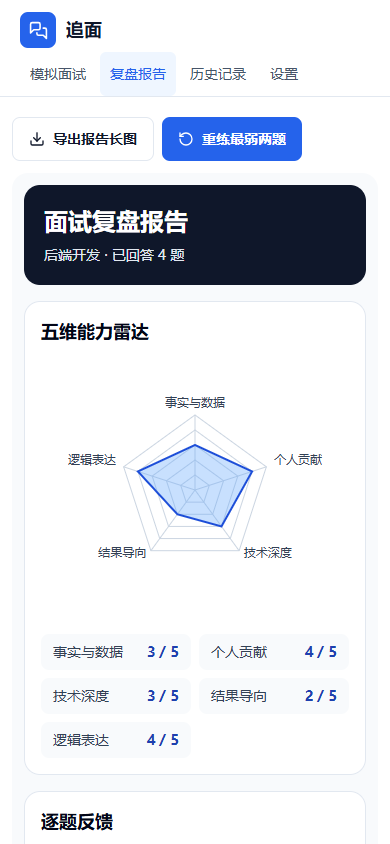 追面
模拟面试 复盘报告 历史记录 设置
导出报告长图 重练最弱两题
面试复盘报告
后端开发 · 已回答 4 题
五维能力雷达
事实与数据
逻辑表达 个人贡献
结果导向 技术深度
事实与数据 3 / 5 个人贡献 4 / 5
技术深度 3 / 5 结果导向 2 / 5
逻辑表达 4 / 5
逐题反馈